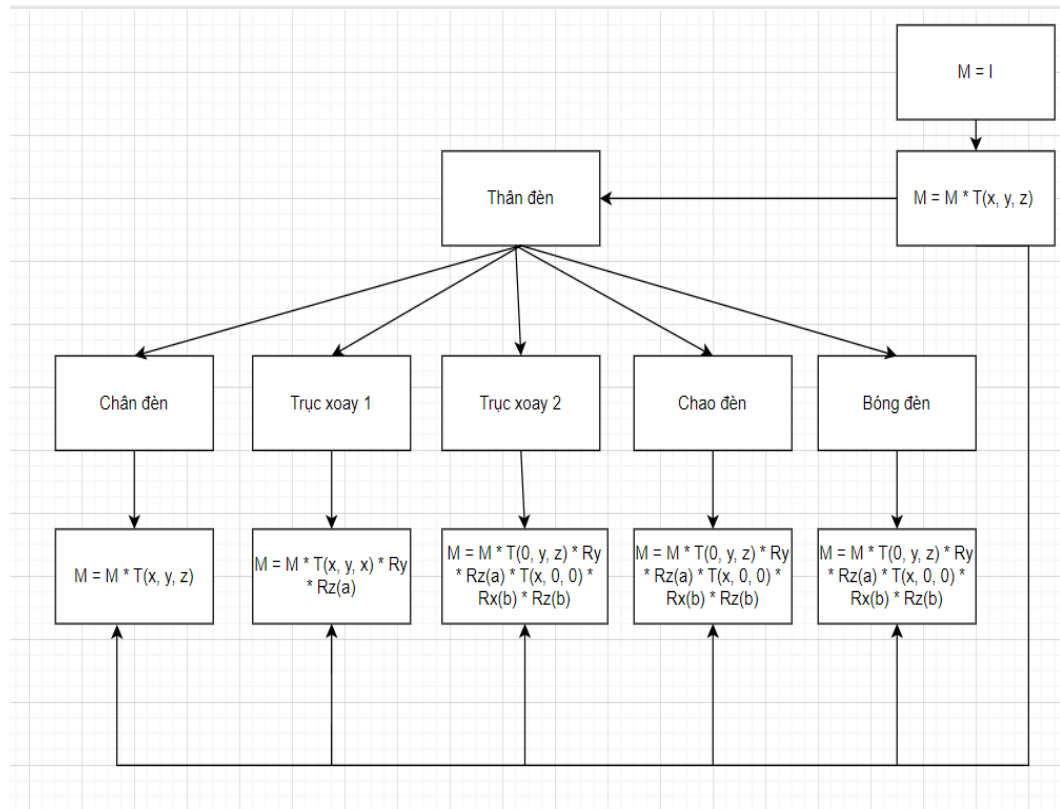 M = I
M = M * T(x, y, z)
Thân đèn
Chân đèn
Trục xoay 1
Trục xoay 2
Chao đèn
Bóng đèn
M = M * T(x, y, z)
M = M * T(x, y, x) * Ry
* Rz(a)
M = M * T(0, y, z) * Ry
* Rz(a) * T(x, 0, 0) *
Rx(b) * Rz(b)
M = M * T(0, y, z) * Ry
* Rz(a) * T(x, 0, 0) *
Rx(b) * Rz(b)
M = M * T(0, y, z) * Ry
* Rz(a) * T(x, 0, 0) *
Rx(b) * Rz(b)